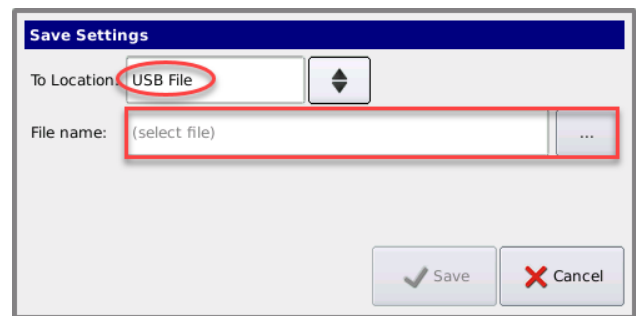 Save Settings
To Location: USB File
File name: (select file) ...
Save Cancel